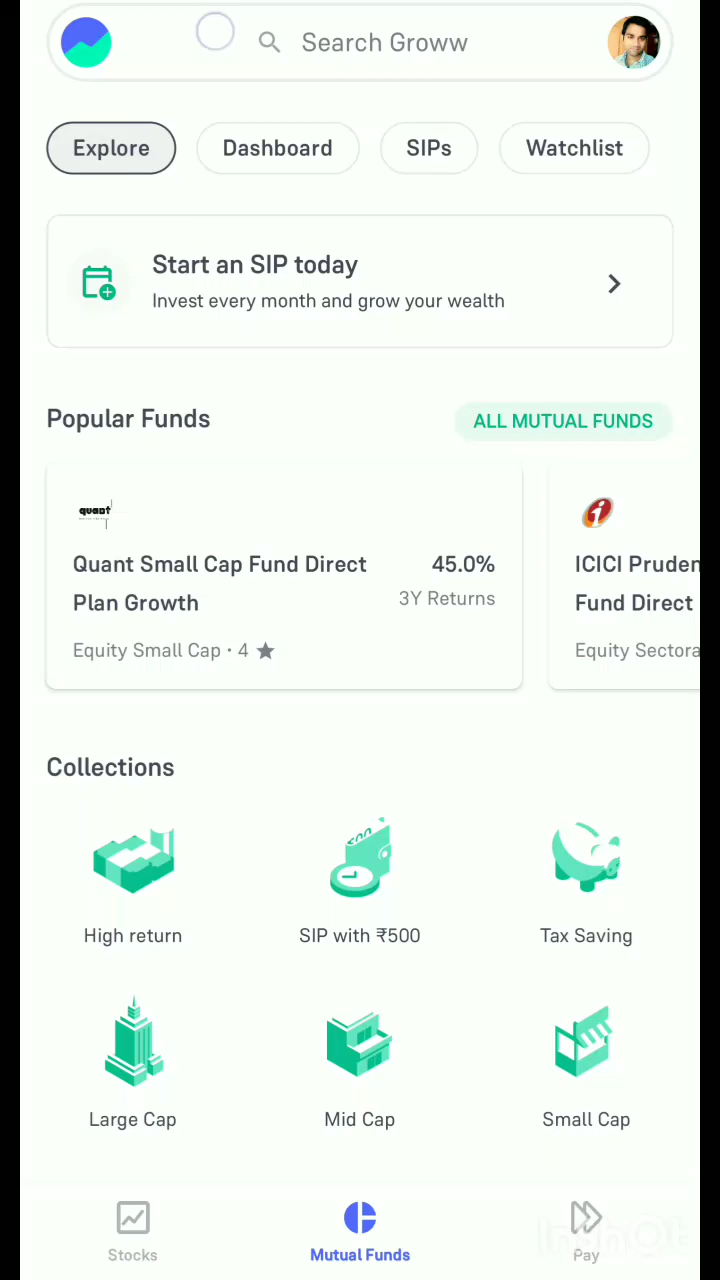 Search Groww
Explore
Dashboard
SIPs
Watchlist
Start an SIP today
Invest every month and grow your wealth
Popular Funds
ALL MUTUAL FUNDS
quant
Quant Small Cap Fund Direct
Plan Growth
45.0%
3Y Returns
Equity Small Cap • 4 ★
ICICI Pruden
Fund Direct
Equity Sectora
Collections
High return
SIP with ₹500
Tax Saving
Large Cap
Mid Cap
Small Cap
Stocks
Mutual Funds
Pay
InShOt